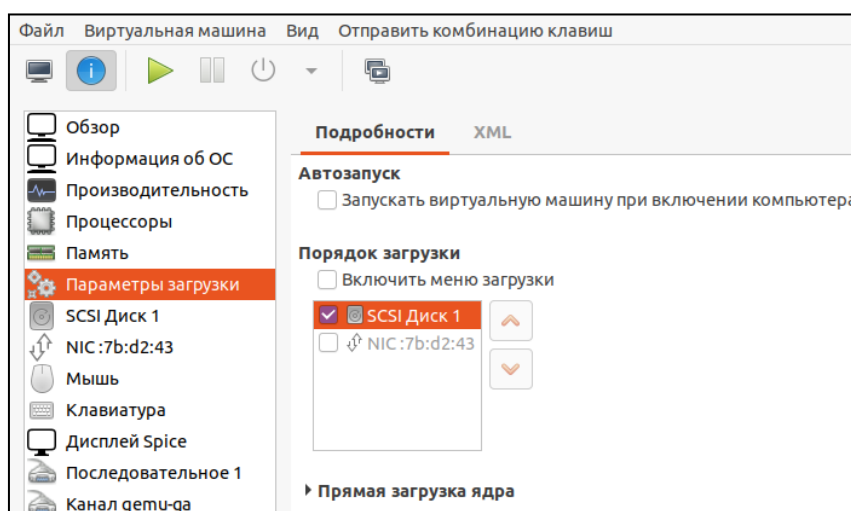 Файл Виртуальная машина Вид Отправить комбинацию клавиш
Обзор
Информация об ОС
Производительность
Процессоры
Память
Параметры загрузки
SCSI Диск 1
NIC :7b:d2:43
Мышь
Клавиатура
Дисплей Spice
Последовательное 1
Канал qemu-ga
Подробности XML
Автозапуск
Запускать виртуальную машину при включении компьютера
Порядок загрузки
Включить меню загрузки
SCSI Диск 1
NIC :7b:d2:43
Прямая загрузка ядра